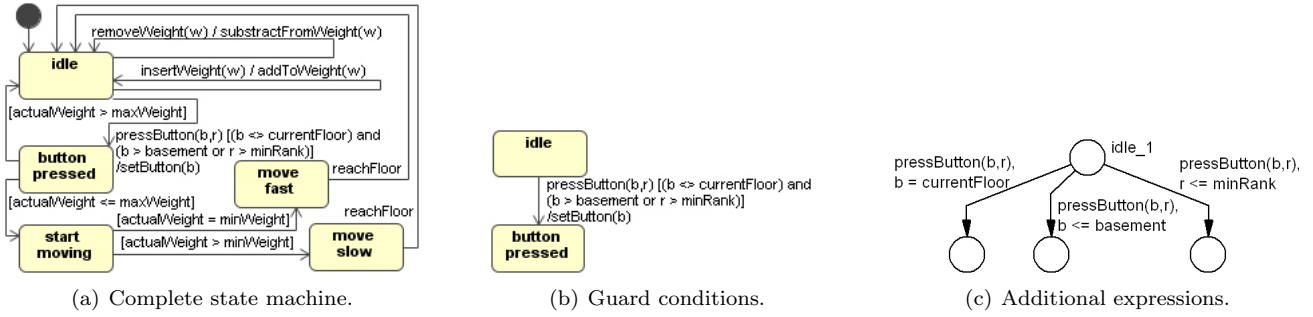 removeWeight(w) / substractFromWeight(w)
idle
insertWeight(w) / addToWeight(w)
[actualWeight > maxWeight]
pressButton(b,r) [(b <> currentFloor) and
(b > basement or r > minRank)]
/setButton(b)
button
pressed
move
fast
reachFloor
[actualWeight <= maxWeight]
[actualWeight = minWeight]
reachFloor
start
moving
[actualWeight > minWeight]
move
slow
(a) Complete state machine.
idle
pressButton(b,r) [(b <> currentFloor) and
(b > basement or r > minRank)]
/setButton(b)
button
pressed
(b) Guard conditions.
idle_1
pressButton(b,r),
b = currentFloor
pressButton(b,r),
b <= basement
pressButton(b,r),
r <= minRank
(c) Additional expressions.